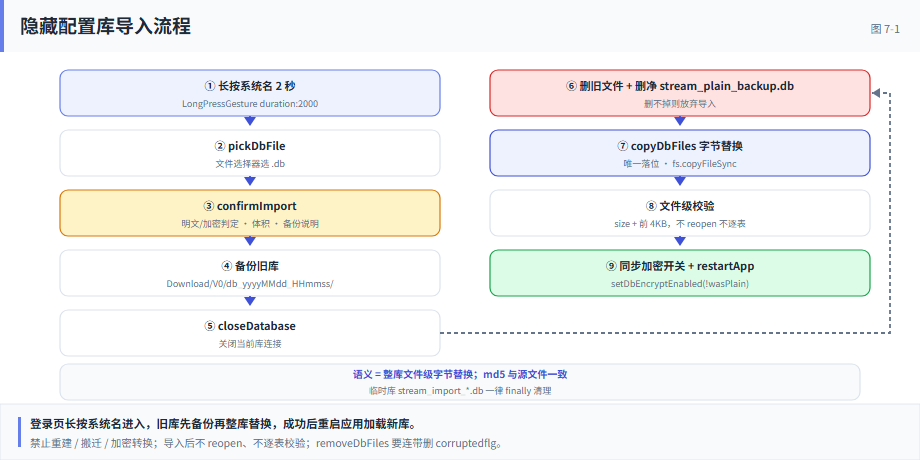 隐藏配置库导入流程
图 7-1
① 长按系统名 2 秒
LongPressGesture duration:2000
② pickDbFile
文件选择器选 .db
③ confirmImport
明文/加密判定 · 体积 · 备份说明
④ 备份旧库
Download/V0/db_yyyyMMdd_HHmmss/
⑤ closeDatabase
关闭当前库连接
⑥ 删旧文件 + 删净 stream_plain_backup.db
删不掉则放弃导入
⑦ copyDbFiles 字节替换
唯一落位 · fs.copyFileSync
⑧ 文件级校验
size + 前 4KB，不 reopen 不逐表
⑨ 同步加密开关 + restartApp
setDbEncryptEnabled(!wasPlain)
语义 = 整库文件级字节替换；md5 与源文件一致
临时库 stream_import_*.db 一律 finally 清理
登录页长按系统名进入，旧库先备份再整库替换，成功后重启应用加载新库。
禁止重建 / 搬迁 / 加密转换；导入后不 reopen、不逐表校验；removeDbFiles 要连带删 corruptedflg。